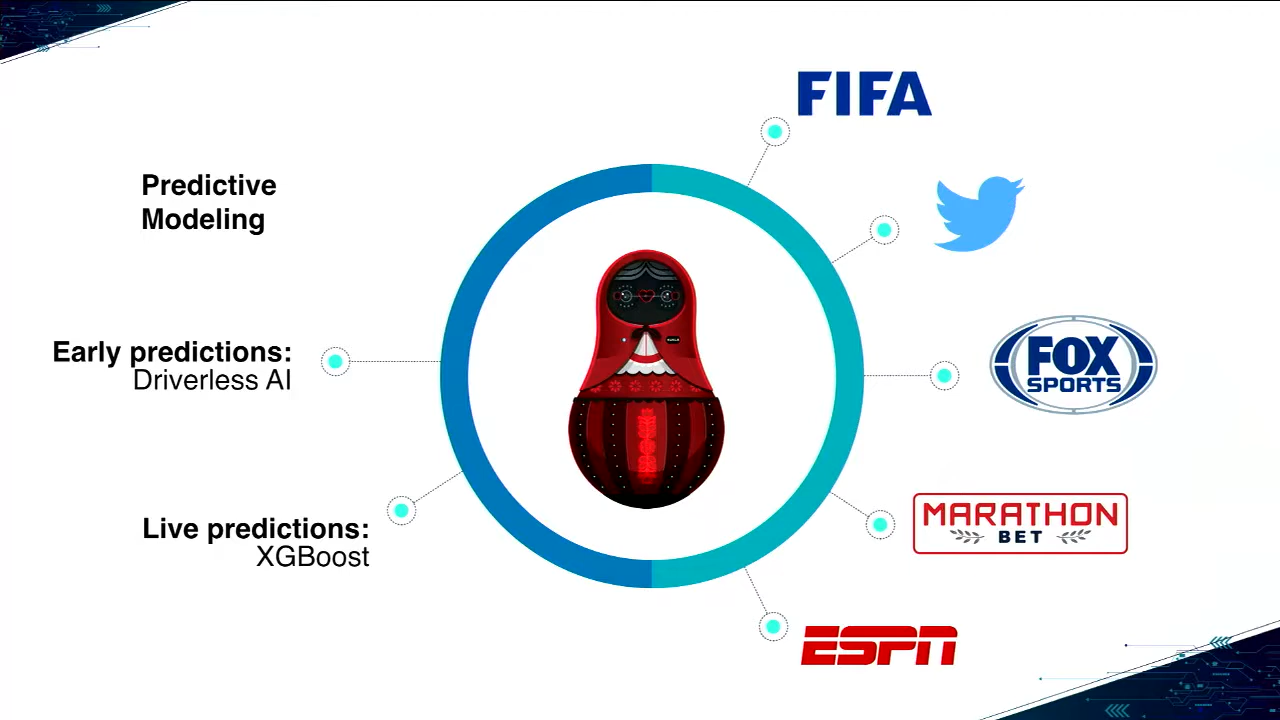 Predictive
Modeling
Early predictions:
Driverless AI
Live predictions:
XGBoost
FIFA
FOX
SPORTS
MARATHON
BET
ESPN